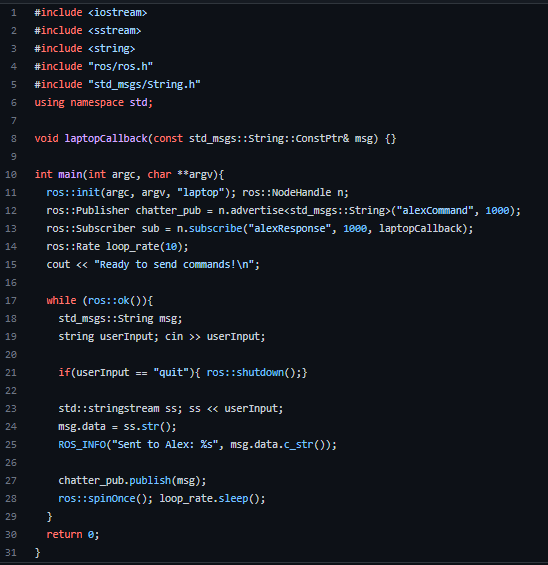 1 #include <iostream>
2 #include <sstream>
3 #include <string>
4 #include "ros/ros.h"
5 #include "std_msgs/String.h"
6 using namespace std;
7
8 void laptopCallback(const std_msgs::String::ConstPtr& msg) {}
9
10 int main(int argc, char **argv){
11   ros::init(argc, argv, "laptop"); ros::NodeHandle n;
12   ros::Publisher chatter_pub = n.advertise<std_msgs::String>("alexCommand", 1000);
13   ros::Subscriber sub = n.subscribe("alexResponse", 1000, laptopCallback);
14   ros::Rate loop_rate(10);
15   cout << "Ready to send commands!\n";
16
17   while (ros::ok()){
18     std_msgs::String msg;
19     string userInput; cin >> userInput;
20
21     if(userInput == "quit"){ ros::shutdown();}
22
23     std::stringstream ss; ss << userInput;
24     msg.data = ss.str();
25     ROS_INFO("Sent to Alex: %s", msg.data.c_str());
26
27     chatter_pub.publish(msg);
28     ros::spinOnce(); loop_rate.sleep();
29   }
30   return 0;
31 }